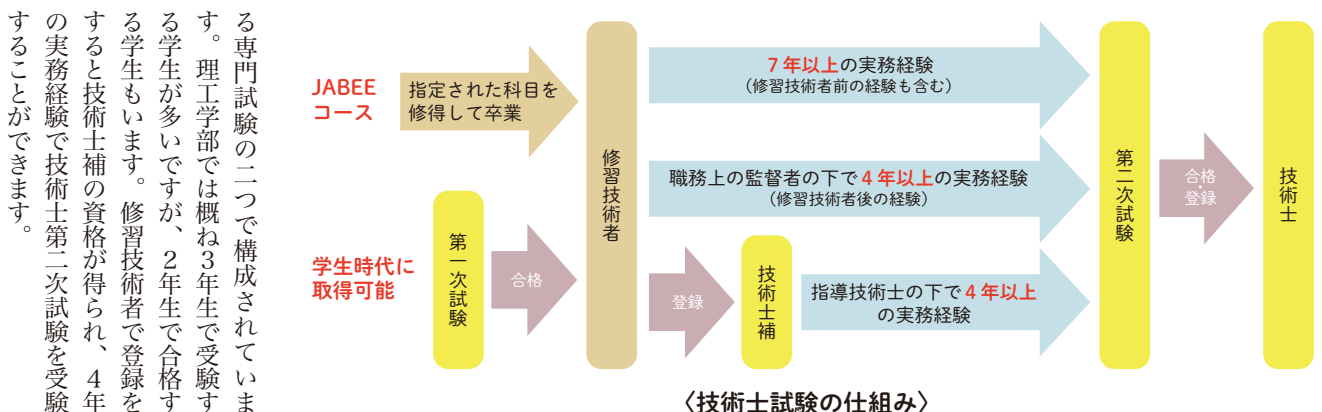 る専門試験の二つで構成されていま
す。理工学部では概ね３年生で受験す
る学生が多いですが、２年生で合格す
る学生もいます。修習技術者で登録を
すると技術士補の資格が得られ、４年
の実務経験で技術士第二次試験を受験
することができます。
JABEE
コース
指定された科目を
修得して卒業
学生時代に
取得可能
第一次試験
合格
修習技術者
７年以上の実務経験
（修習技術者前の経験も含む）
職務上の監督者の下で４年以上の実務経験
（修習技術者後の経験）
登録
技術士補
指導技術士の下で４年以上
の実務経験
第二次試験
合格・
登録
技術士
〈技術士試験の仕組み〉